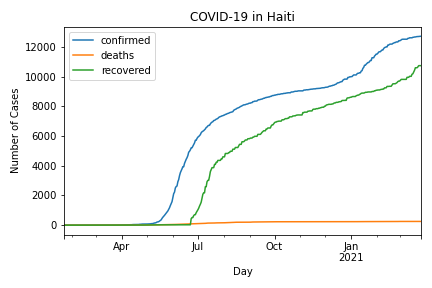 COVID-19 in Haiti
confirmed
deaths
recovered
Number of Cases
12000
10000
8000
6000
4000
2000
0
Apr
Jul
Oct
Jan
2021
Day